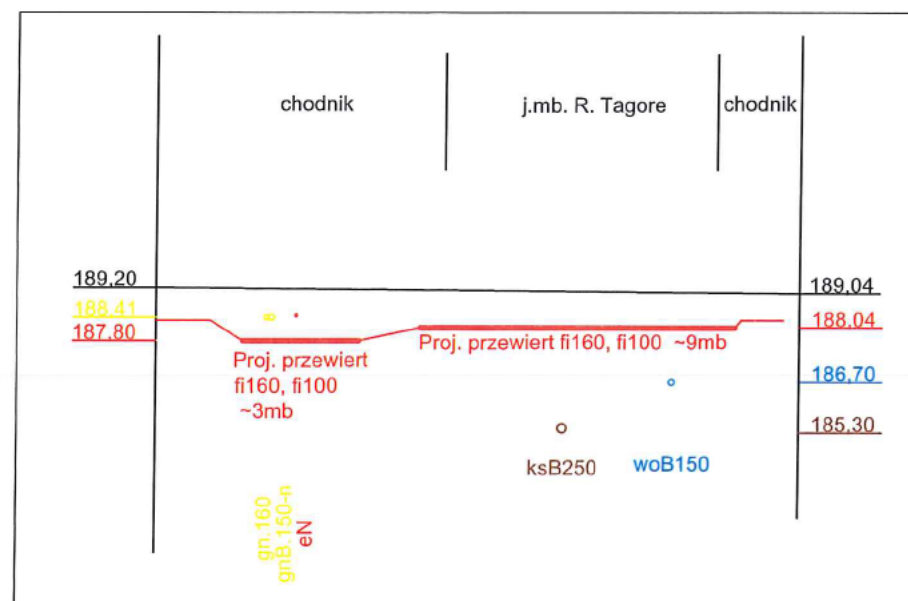 chodnik
j.mb. R. Tagore
chodnik
189,20
189,04
188,41
187,80
188,04
Proj. przewiert
fi160, fi100
~3mb
Proj. przewiert fi160, fi100 ~9mb
186,70
185,30
ksB250
woB150
gn.160
gnB.150-n
eN